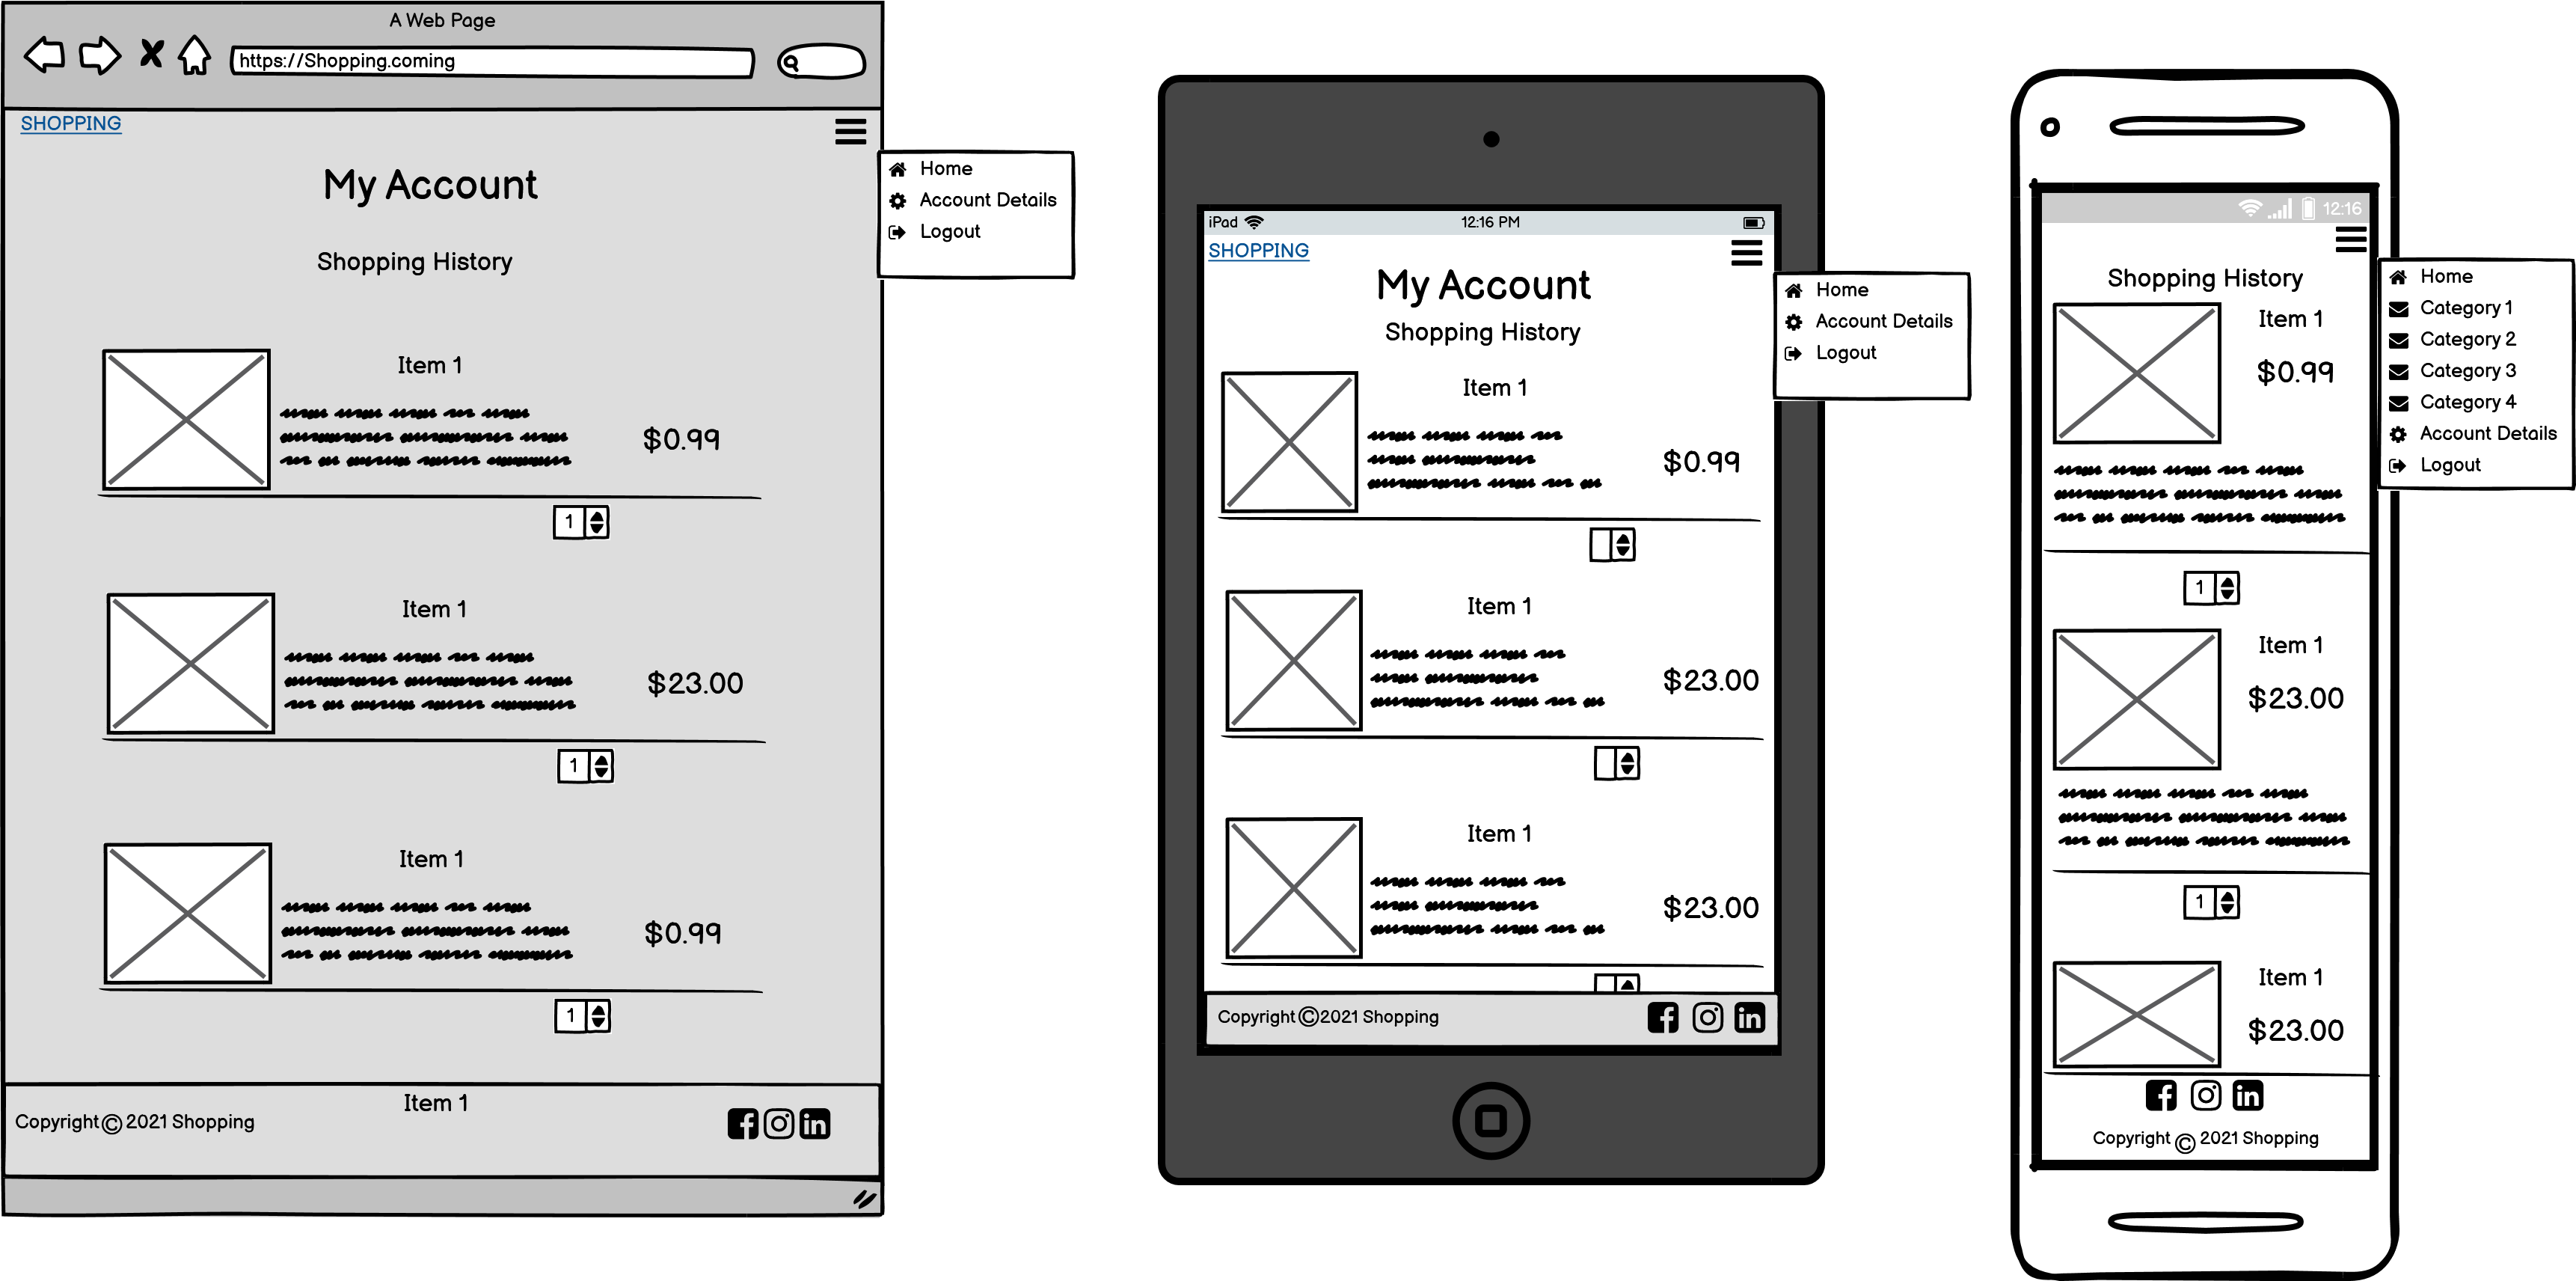 A Web Page
https://Shopping.coming
SHOPPING
My Account
Shopping History
Item 1
$0.99
1
Item 1
$23.00
1
Item 1
$0.99
1
Item 1
Copyright © 2021 Shopping
Home
Account Details
Logout
iPad 12:16 PM
SHOPPING
My Account
Shopping History
Item 1
$0.99
Item 1
$23.00
Item 1
$23.00
Copyright © 2021 Shopping
Home
Account Details
Logout
12:16
Shopping History
Item 1
$0.99
1
Item 1
$23.00
1
Item 1
$23.00
Copyright © 2021 Shopping
Home
Category 1
Category 2
Category 3
Category 4
Account Details
Logout